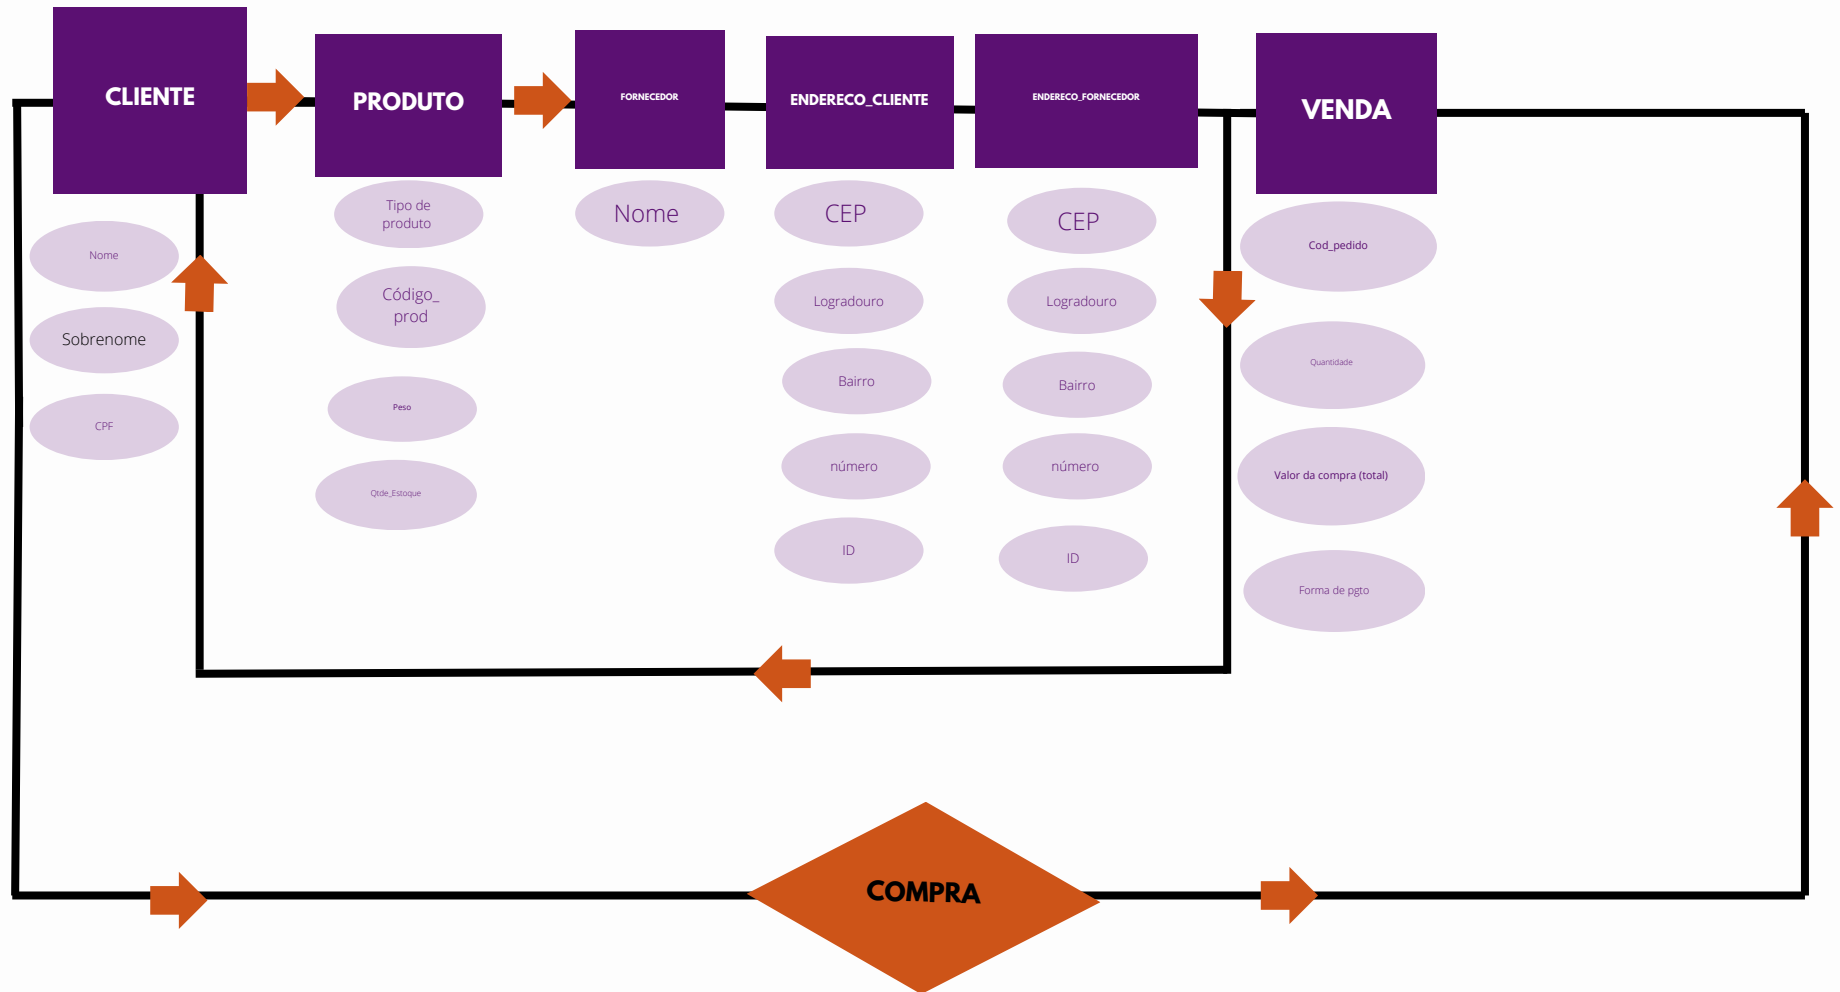 CLIENTE
PRODUTO
FORNECEDOR
ENDERECO_CLIENTE
ENDERECO_FORNECEDOR
VENDA
Nome
Sobrenome
CPF
Tipo de
produto
Código_
prod
Peso
Qtde_Estoque
Nome
CEP
Logradouro
Bairro
número
ID
CEP
Logradouro
Bairro
número
ID
Cod_pedido
Quantidade
Valor da compra (total)
Forma de pgto
COMPRA